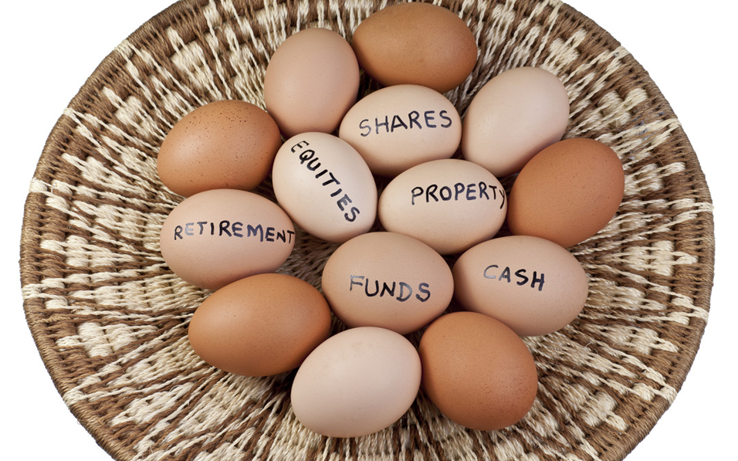 SHARES
EQUITIES
PROPERTY
RETIREMENT
FUNDS
CASH